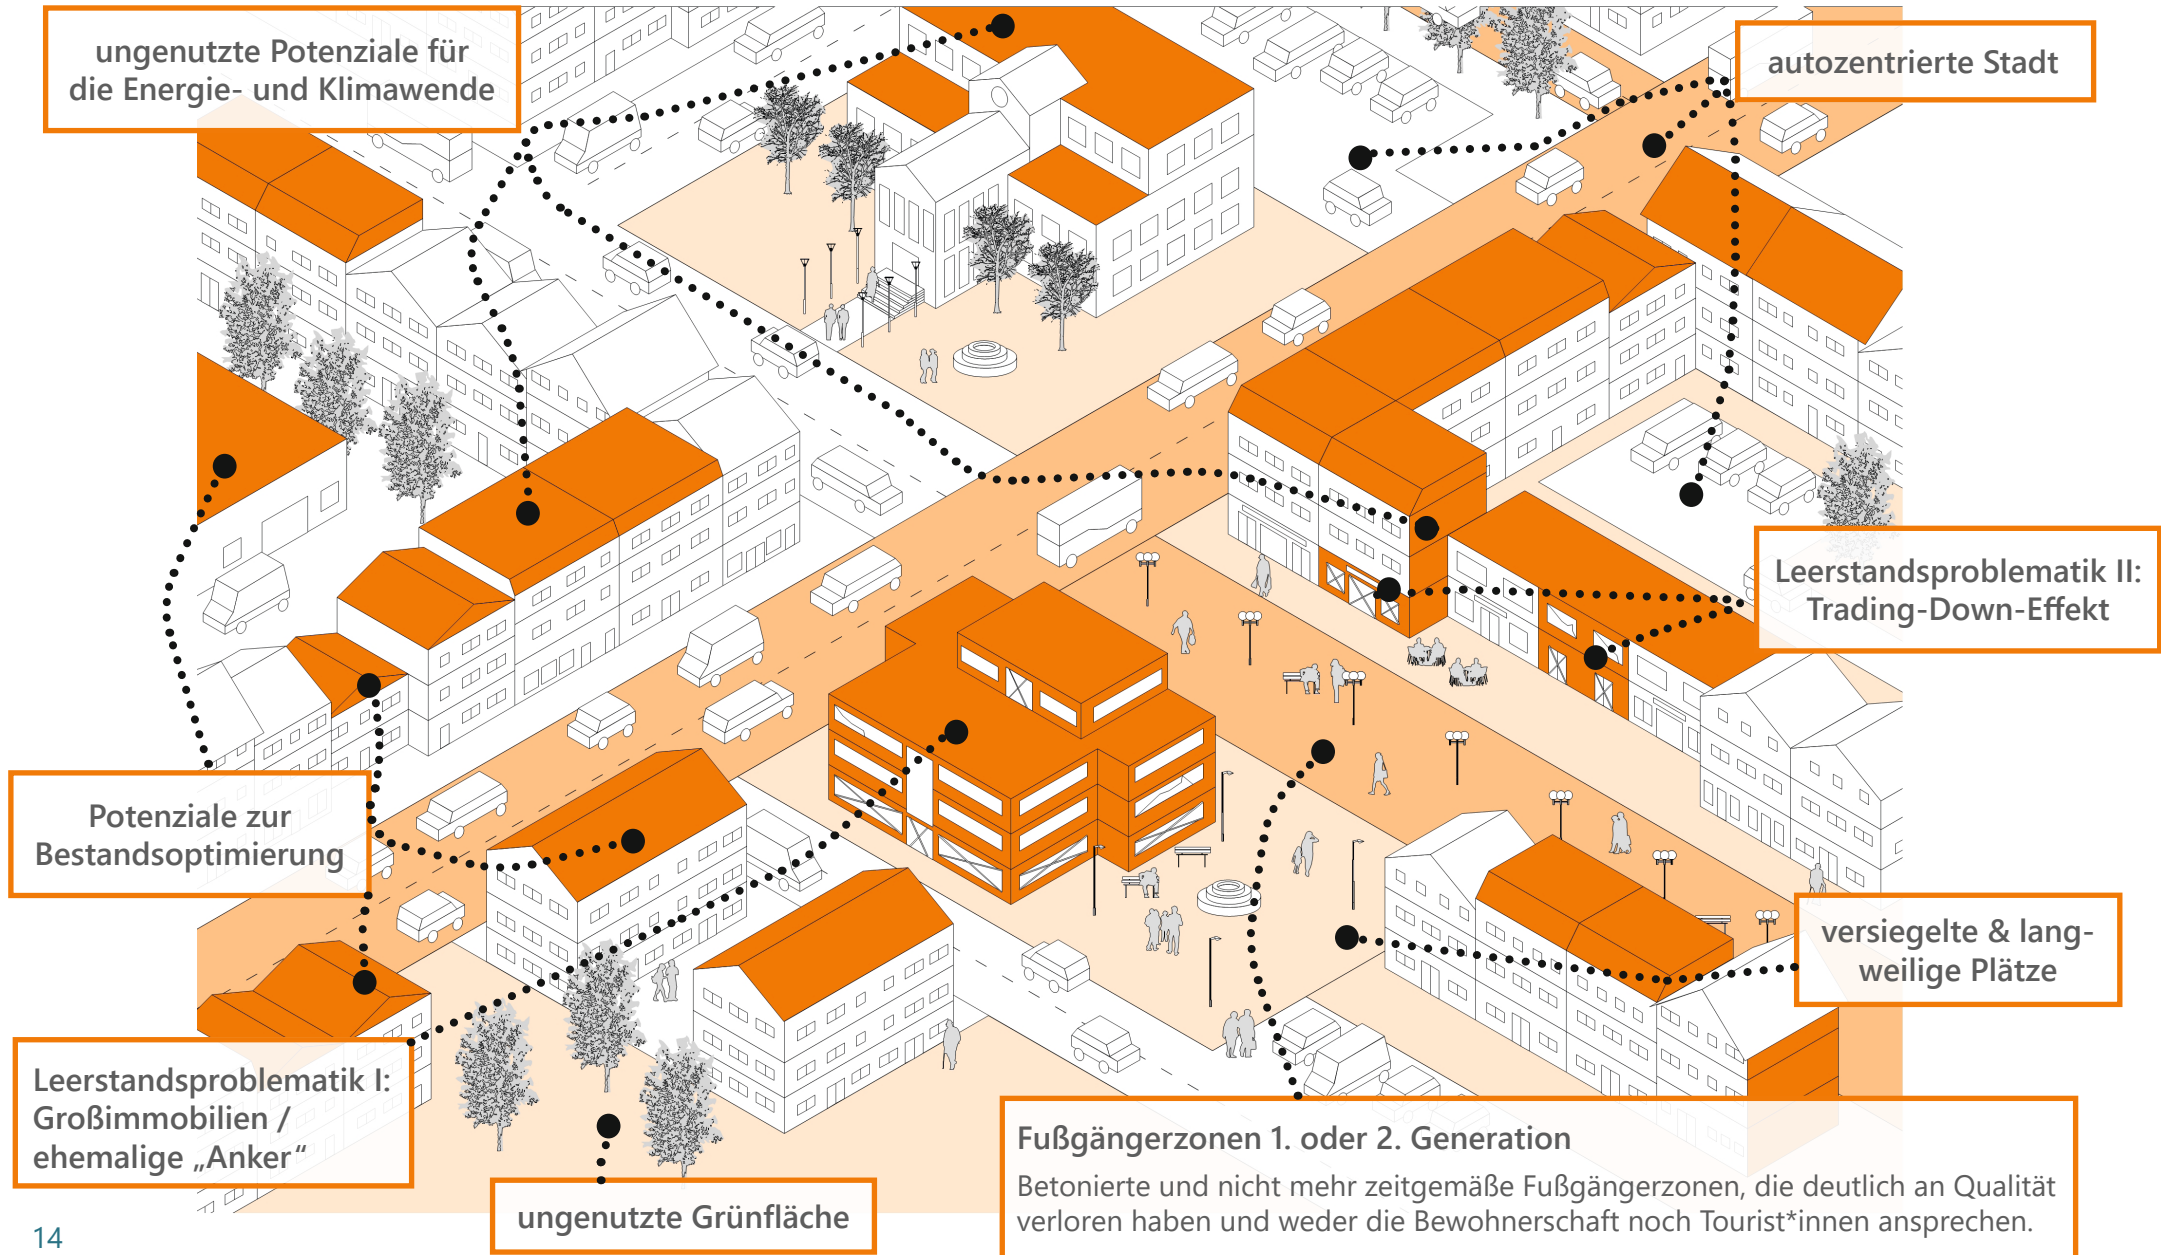 ungenutzte Potenziale für
die Energie- und Klimawende
autozentrierte Stadt
Leerstandsproblematik II:
Trading-Down-Effekt
Potenziale zur
Bestandsoptimierung
versiegelte & lang-
weilige Plätze
Leerstandsproblematik I:
Großimmobilien /
ehemalige „Anker“
ungenutzte Grünfläche
Fußgängerzonen 1. oder 2. Generation
Betonierte und nicht mehr zeitgemäße Fußgängerzonen, die deutlich an Qualität
verloren haben und weder die Bewohnerschaft noch Tourist*innen ansprechen.
14